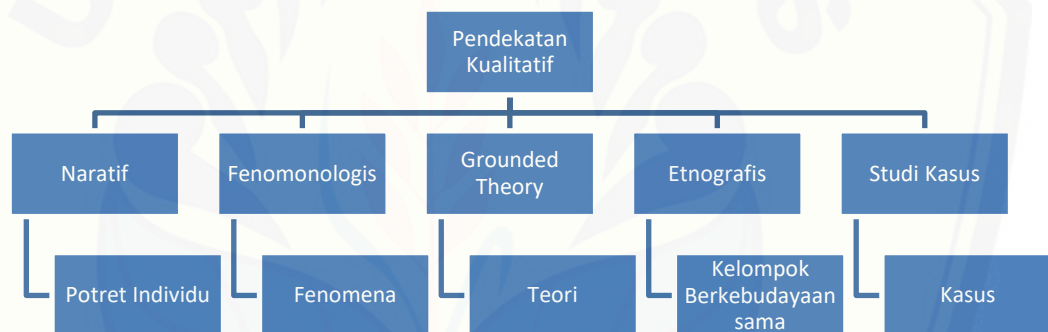 Pendekatan
Kualitatif
Naratif
Fenomonologis
Grounded
Theory
Etnografis
Studi Kasus
Potret Individu
Fenomena
Teori
Kelompok
Berkebudayaan
sama
Kasus